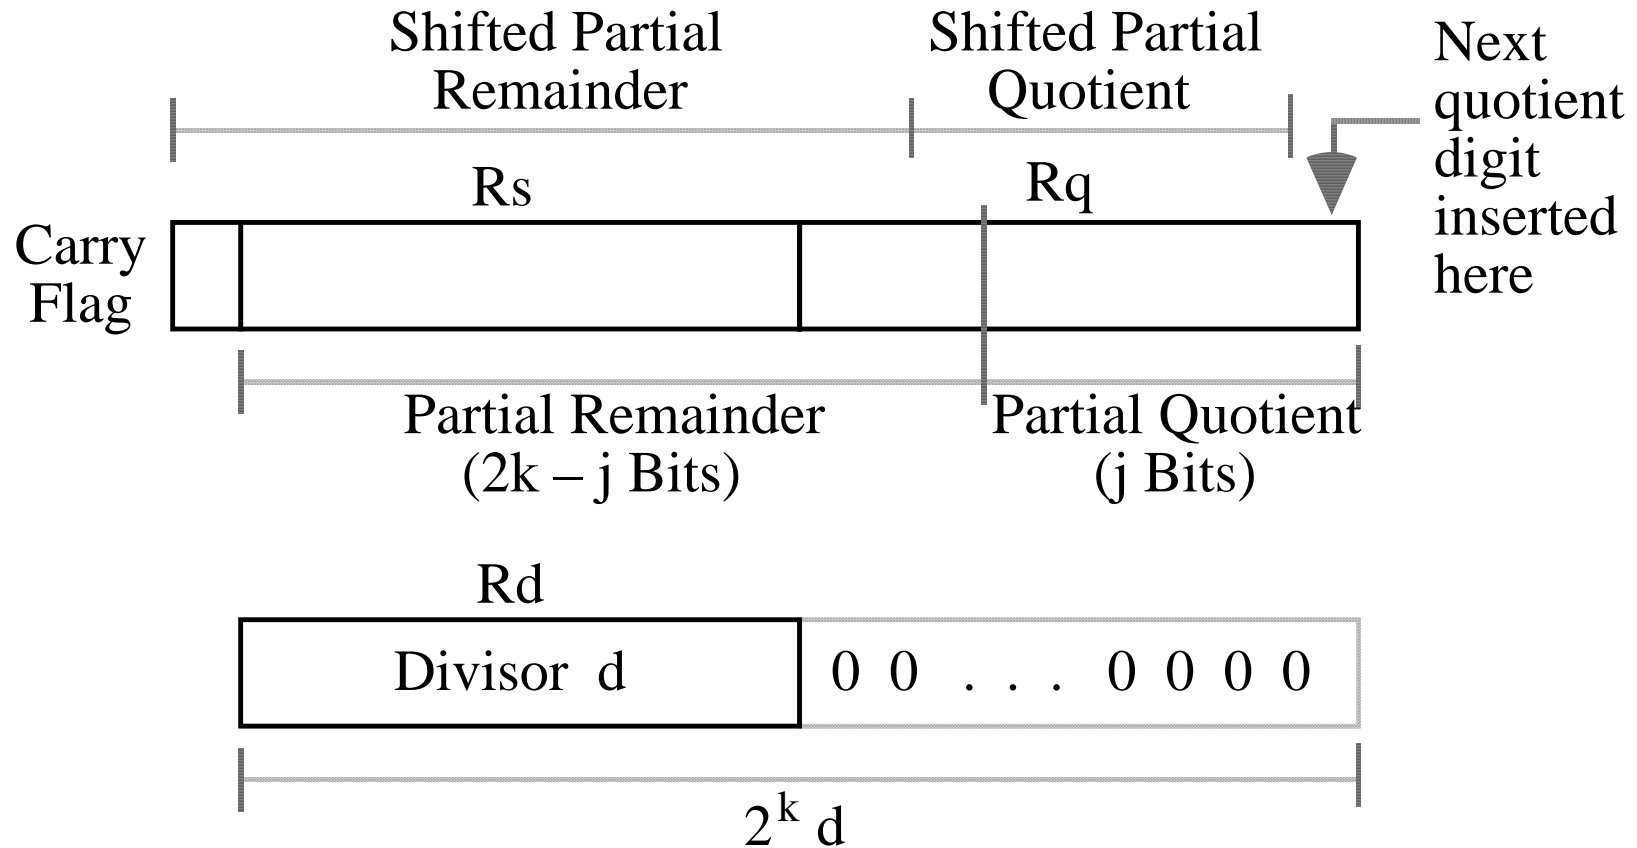 Shifted Partial
Remainder
Shifted Partial
Quotient
Next
quotient
digit
inserted
here
Rs
Rq
Carry
Flag
Partial Remainder
(2k – j Bits)
Partial Quotient
(j Bits)
Rd
Divisor d
0 0 . . . 0 0 0 0
2^k d